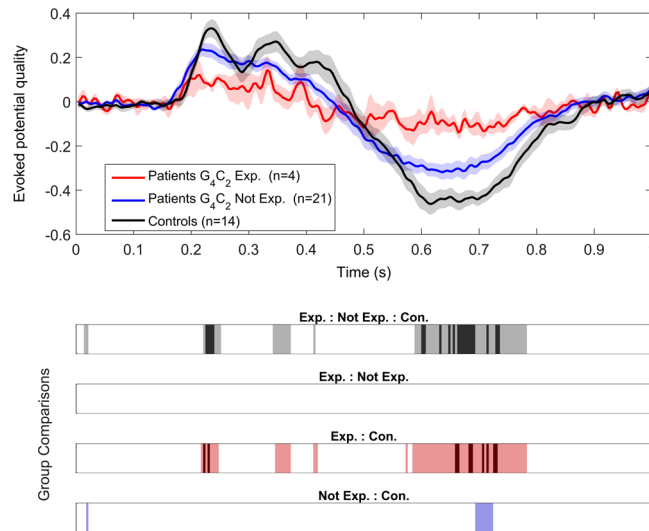 Evoked potential quality
0.4
0.2
0
-0.2
-0.4
-0.6
Patients G4C2 Exp. (n=4)
Patients G4C2 Not Exp. (n=21)
Controls (n=14)
0 0.1 0.2 0.3 0.4 0.5 0.6 0.7 0.8 0.9
Time (s)
Group Comparisons
Exp. : Not Exp. : Con.
Exp. : Not Exp.
Exp. : Con.
Not Exp. : Con.